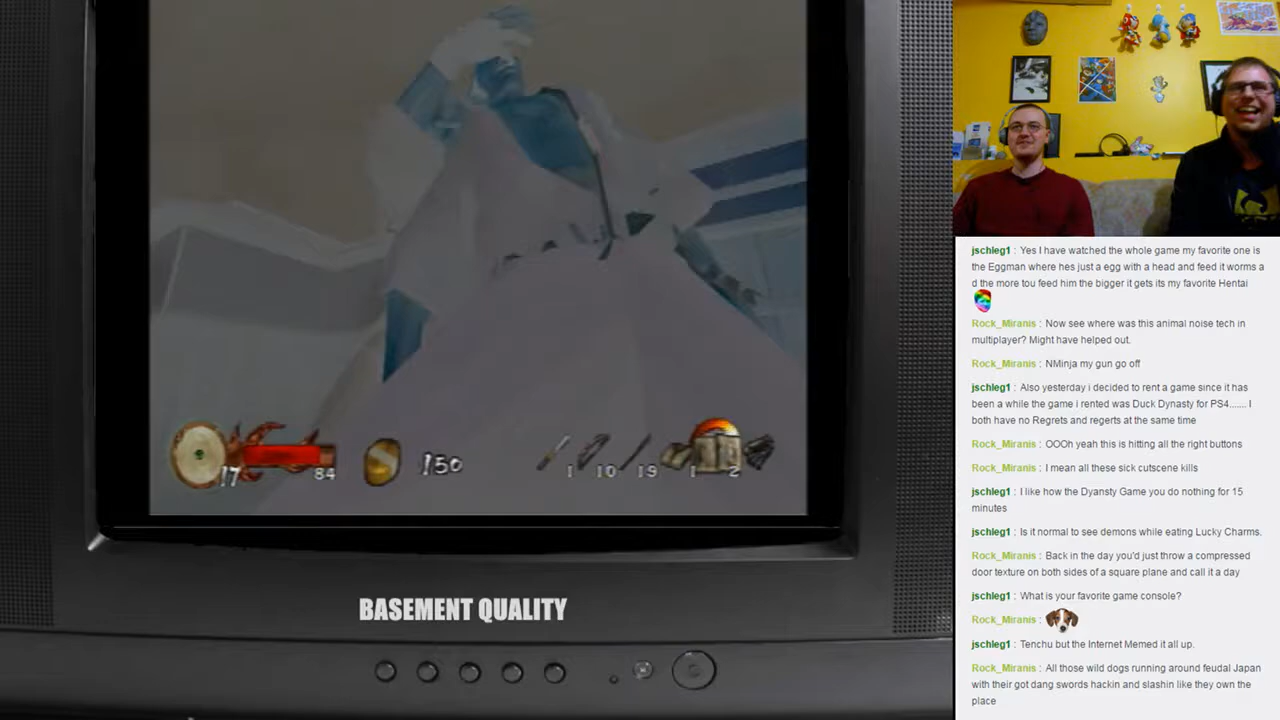 17
84
150
1
10
19
1
2
BASEMENT QUALITY
jschleg1 : Yes I have watched the whole game my favorite one is
the Eggman where hes just a egg with a head and feed it worms a
d the more tou feed him the bigger it gets its my favorite Hentai
Rock_Miranis : Now see where was this animal noise tech in
multiplayer? Might have helped out.
Rock_Miranis : NMinja my gun go off
jschleg1 : Also yesterday i decided to rent a game since it has
been a while the game i rented was Duck Dynasty for PS4....... I
both have no Regrets and regerts at the same time
Rock_Miranis : OOOh yeah this is hitting all the right buttons
Rock_Miranis : I mean all these sick cutscene kills
jschleg1 : I like how the Dyansty Game you do nothing for 15
minutes
jschleg1 : Is it normal to see demons while eating Lucky Charms.
Rock_Miranis : Back in the day you'd just throw a compressed
door texture on both sides of a square plane and call it a day
jschleg1 : What is your favorite game console?
Rock_Miranis :
jschleg1 : Tenchu but the Internet Memed it all up.
Rock_Miranis : All those wild dogs running around feudal Japan
with their got dang swords hackin and slashin like they own the
place